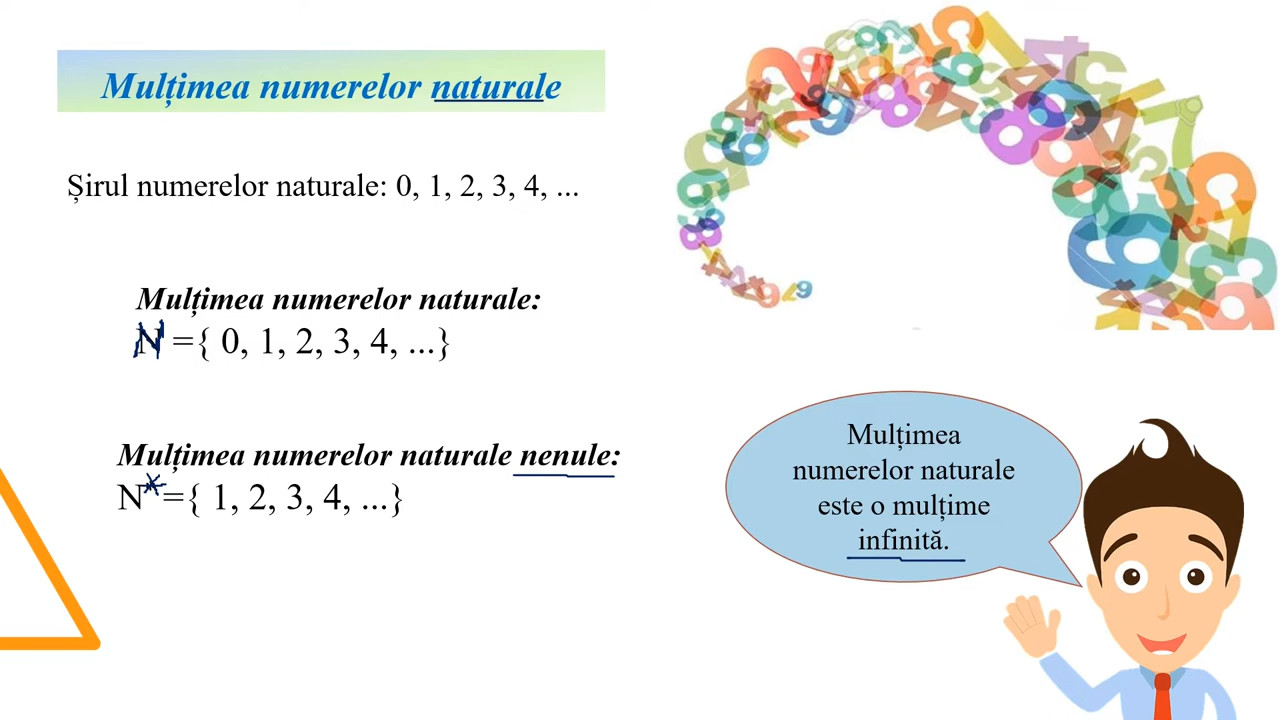 Mulțimea numerelor naturale
Șirul numerelor naturale: 0, 1, 2, 3, 4, ...
Mulțimea numerelor naturale:
N ={ 0, 1, 2, 3, 4, ...}
Mulțimea numerelor naturale nenule:
N*={ 1, 2, 3, 4, ...}
Mulțimea
numerelor naturale
este o mulțime
infinită.